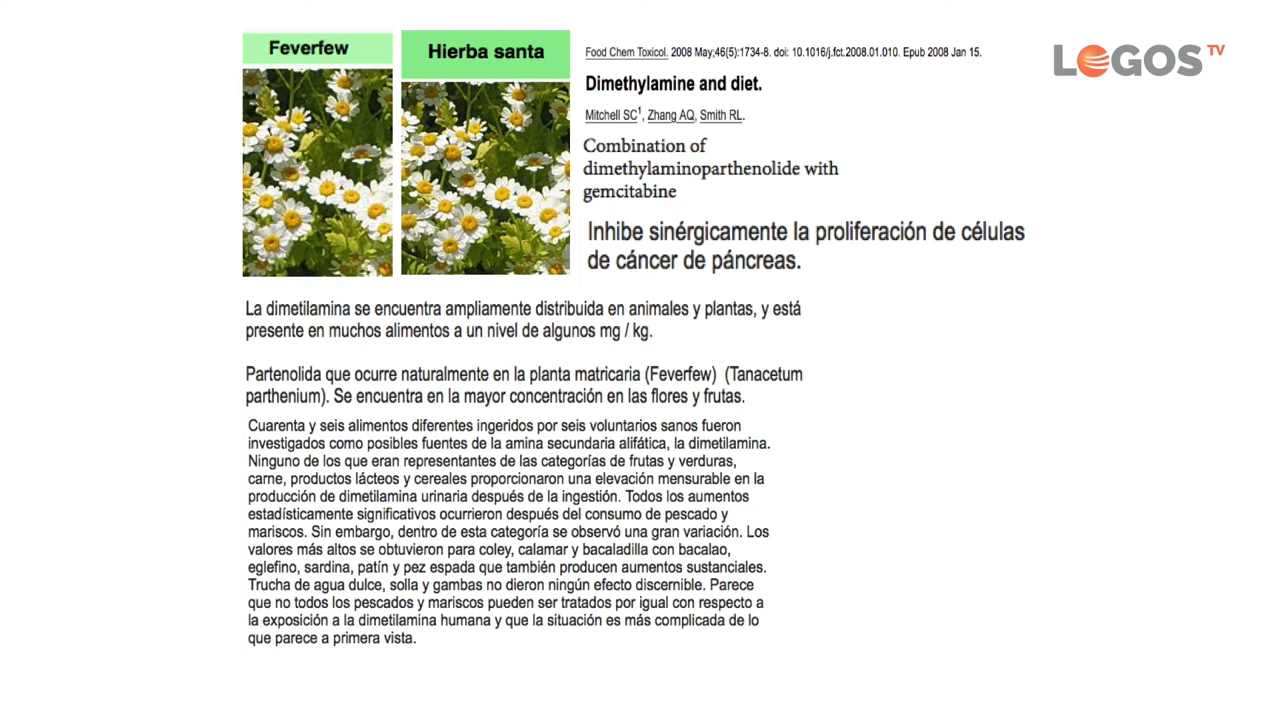 Feverfew
Hierba santa
LOGOS TV
Food Chem Toxicol. 2008 May;46(5):1734-8. doi: 10.1016/j.fct.2008.01.010. Epub 2008 Jan 15.
Dimethylamine and diet.
Mitchell SC1, Zhang AQ, Smith RL.
Combination of
dimethylaminoparthenolide with
gemcitabine
Inhibe sinérgicamente la proliferación de células
de cáncer de páncreas.
La dimetilamina se encuentra ampliamente distribuida en animales y plantas, y está
presente en muchos alimentos a un nivel de algunos mg / kg.
Partenolida que ocurre naturalmente en la planta matricaria (Feverfew) (Tanacetum
parthenium). Se encuentra en la mayor concentración en las flores y frutas.
Cuarenta y seis alimentos diferentes ingeridos por seis voluntarios sanos fueron
investigados como posibles fuentes de la amina secundaria alifática, la dimetilamina.
Ninguno de los que eran representantes de las categorías de frutas y verduras,
carne, productos lácteos y cereales proporcionaron una elevación mensurable en la
producción de dimetilamina urinaria después de la ingestión. Todos los aumentos
estadísticamente significativos ocurrieron después del consumo de pescado y
mariscos. Sin embargo, dentro de esta categoría se observó una gran variación. Los
valores más altos se obtuvieron para coley, calamar y bacaladilla con bacalao,
eglefino, sardina, patín y pez espada que también producen aumentos sustanciales.
Trucha de agua dulce, solla y gambas no dieron ningún efecto discernible. Parece
que no todos los pescados y mariscos pueden ser tratados por igual con respecto a
la exposición a la dimetilamina humana y que la situación es más complicada de lo
que parece a primera vista.